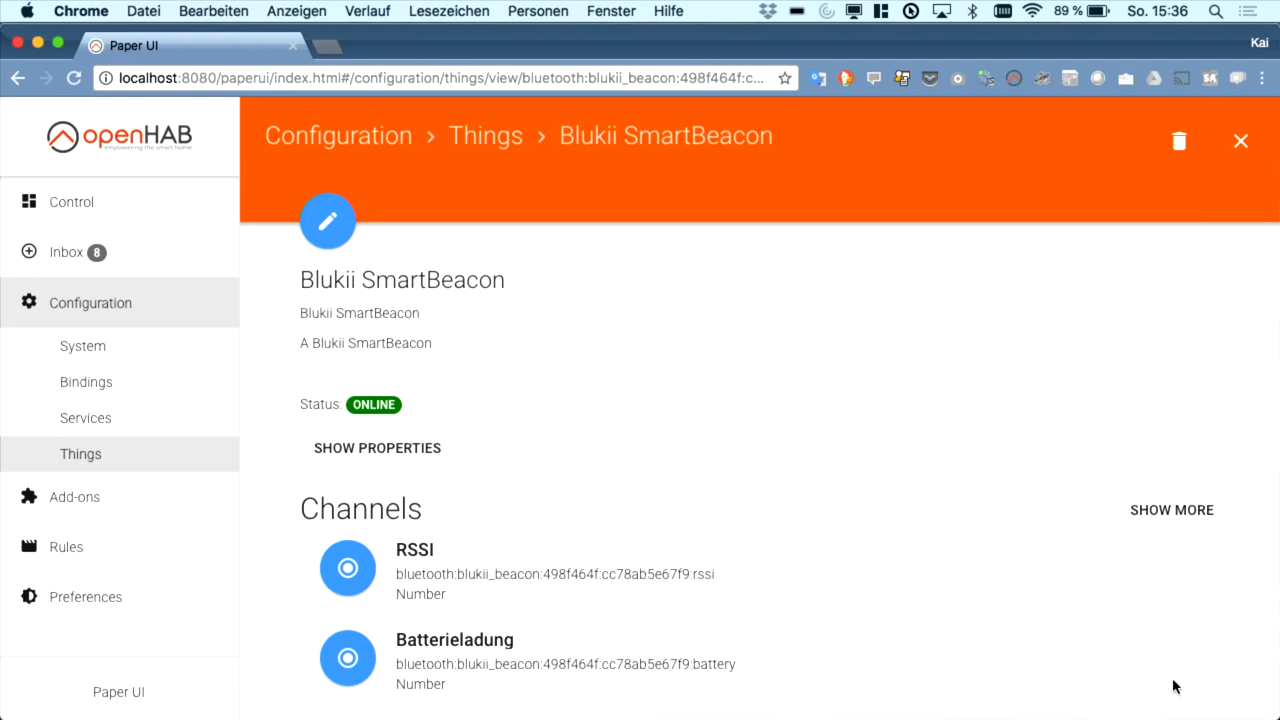 Chrome Datei Bearbeiten Anzeigen Verlauf Lesezeichen Personen Fenster Hilfe 89 % So. 15:36
Paper UI
Kai
localhost:8080/paperui/index.html#/configuration/things/view/bluetooth:blukii_beacon:498f464f:c...
openHAB
empowering the smart home
Configuration > Things > Blukii SmartBeacon
Control
Inbox 8
Configuration
System
Bindings
Services
Things
Add-ons
Rules
Preferences
Paper UI
Blukii SmartBeacon
Blukii SmartBeacon
A Blukii SmartBeacon
Status: ONLINE
SHOW PROPERTIES
Channels
SHOW MORE
RSSI
bluetooth:blukii_beacon:498f464f:cc78ab5e67f9:rssi
Number
Batterieladung
bluetooth:blukii_beacon:498f464f:cc78ab5e67f9:battery
Number